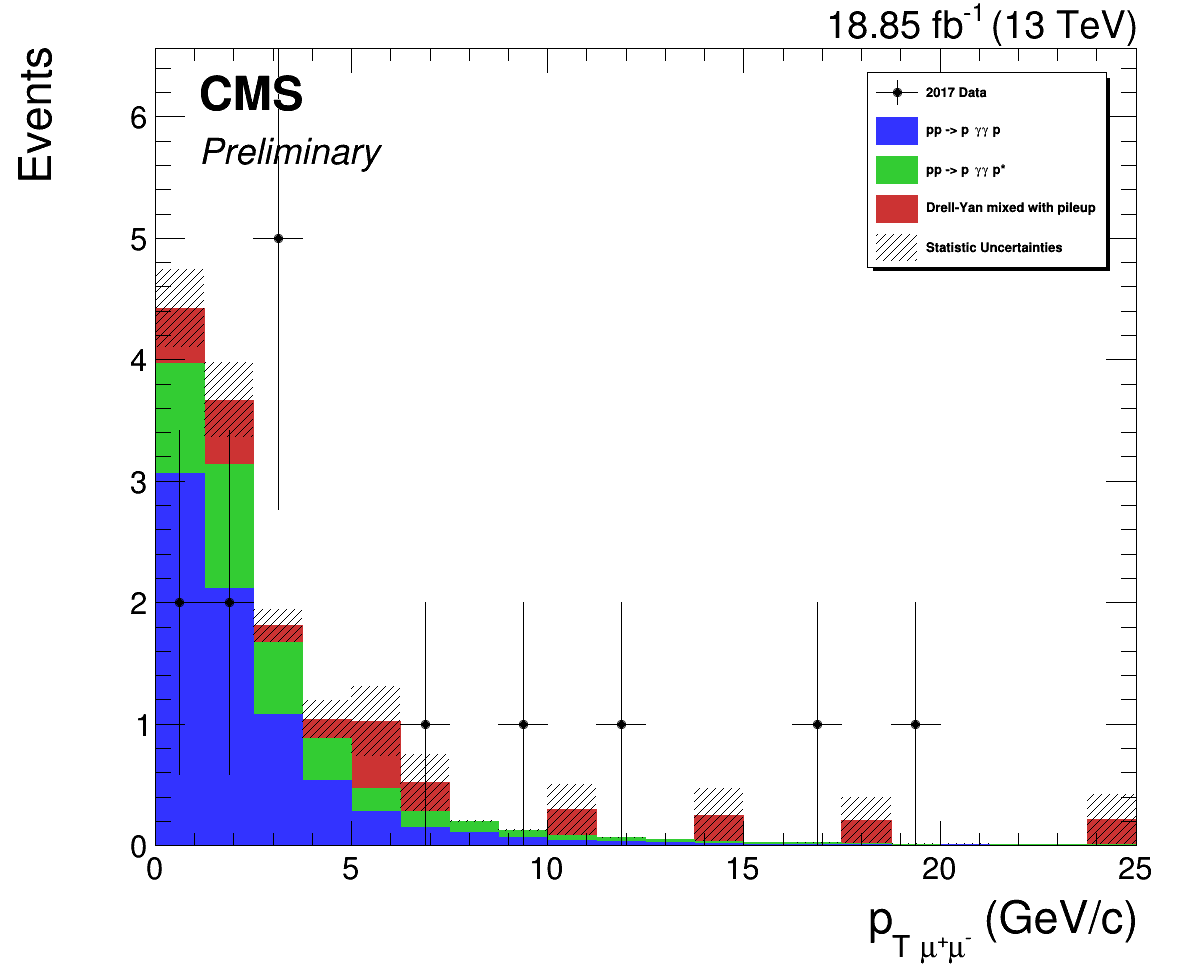 18.85 fb-1 (13 TeV)
Events
CMS
Preliminary
2017 Data
pp -> p γγ p
pp -> p γγ p*
Drell-Yan mixed with pileup
Statistic Uncertainties
6
5
4
3
2
1
0
0 5 10 15 20 25
pT μ+μ- (GeV/c)